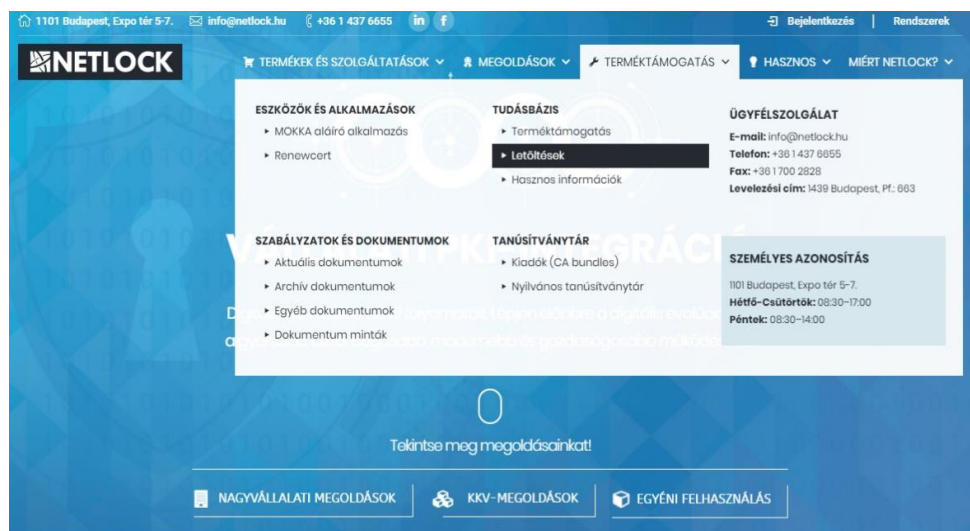 1101 Budapest, Expo tér 5-7. info@netlock.hu +36 1 437 6655 in f Bejelentkezés | Rendszerek
NETLOCK
TERMÉKEK ÉS SZOLGÁLTATÁSOK MEGOLDÁSOK TERMÉKTÁMOGATÁS HASZNOS MIÉRT NETLOCK?
ESZKÖZÖK ÉS ALKALMAZÁSOK
MOKKA aláíró alkalmazás
Renewcert
TUDÁSBÁZIS
Terméktámogatás
Letöltések
Hasznos információk
ÜGYFÉLSZOLGÁLAT
E-mail: info@netlock.hu
Telefon: +36 1 437 6655
Fax: +36 1 700 2828
Levelezési cím: 1439 Budapest, Pf.: 663
SZABÁLYZATOK ÉS DOKUMENTUMOK
Aktuális dokumentumok
Archív dokumentumok
Egyéb dokumentumok
Dokumentum minták
TANÚSÍTVÁNYTÁR
Kiadók (CA bundles)
Nyilvános tanúsítványtár
SZEMÉLYES AZONOSÍTÁS
1101 Budapest, Expo tér 5-7.
Hétfő-Csütörtök: 08:30-17:00
Péntek: 08:30-14:00
Tekintse meg megoldásainkat!
NAGYVÁLLALATI MEGOLDÁSOK KKV-MEGOLDÁSOK EGYÉNI FELHASZNÁLÁS